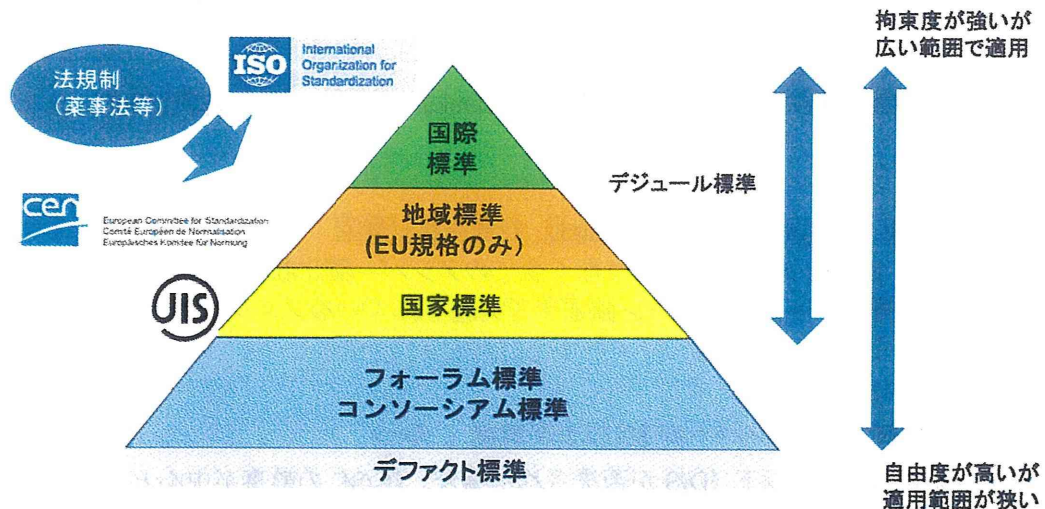 拘束度が強いが
広い範囲で適用
法規制
(薬事法等)
ISO
International
Organization for
Standardization
国際
標準
デジュール標準
cen
European Committee for Standardization
Comité Européen de Normalisation
Europäisches Komitee für Normung
地域標準
(EU規格のみ)
JIS
国家標準
フォーラム標準
コンソーシアム標準
デファクト標準
自由度が高いが
適用範囲が狭い